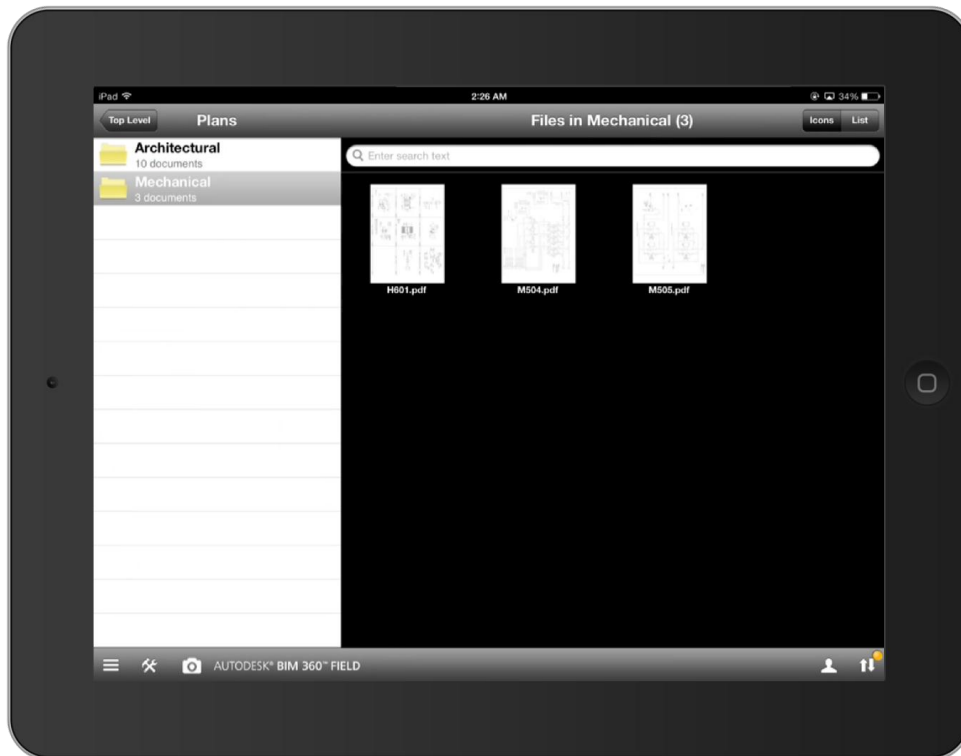 iPad 2:26 AM 34%
Top Level Plans Files in Mechanical (3) Icons List
Architectural
10 documents
Mechanical
3 documents
Enter search text
H601.pdf M504.pdf M505.pdf
AUTODESK® BIM 360™ FIELD